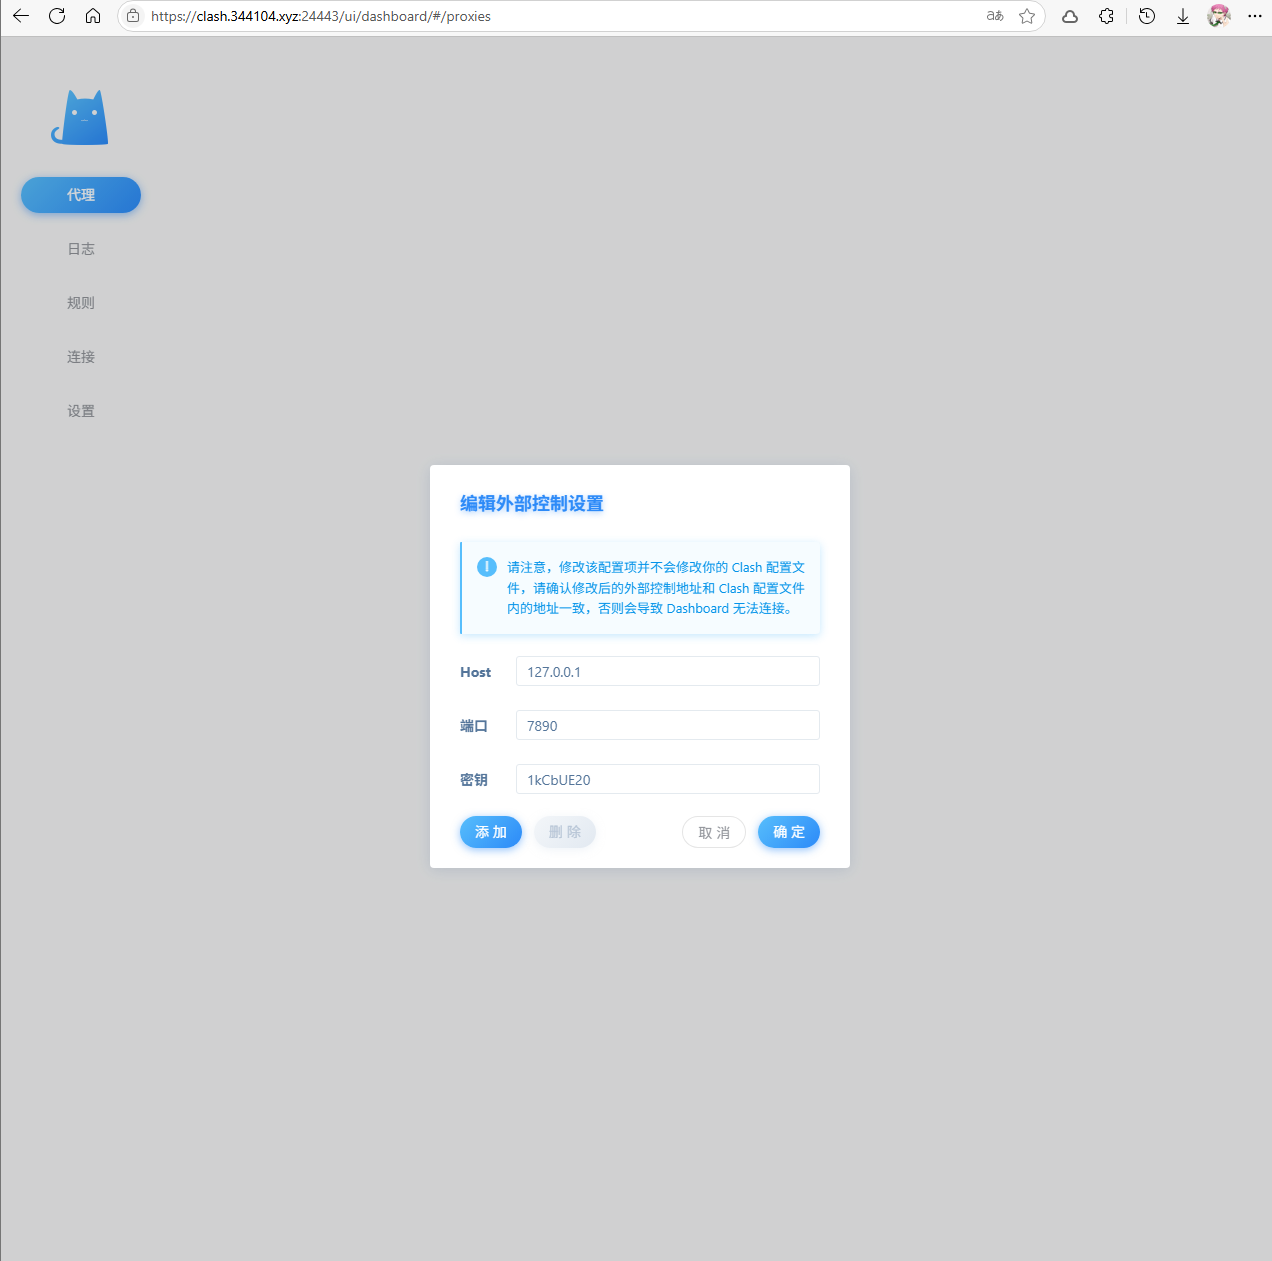 https://clash.344104.xyz:24443/ui/dashboard/#/proxies
代理
日志
规则
连接
设置
编辑外部控制设置
请注意，修改该配置项并不会修改你的 Clash 配置文
件，请确认修改后的外部控制地址和 Clash 配置文件
内的地址一致，否则会导致 Dashboard 无法连接。
Host 127.0.0.1
端口 7890
密钥 1kCbUE20
添加 删除 取消 确定